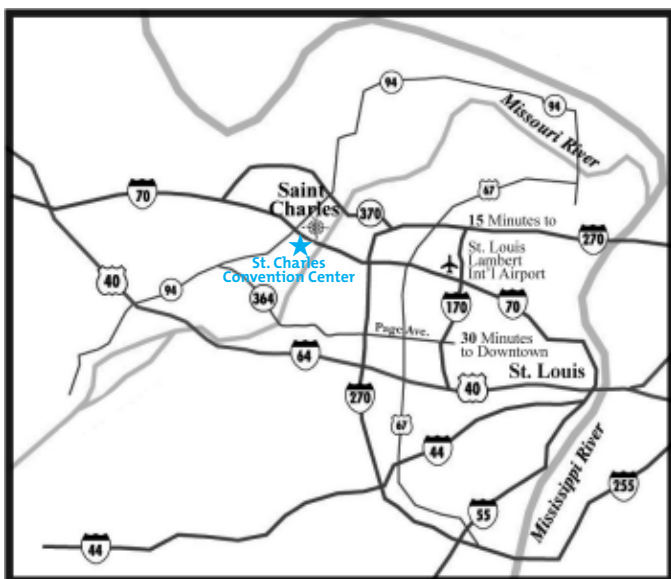 94
94
Missouri River
67
70
Saint
Charles
370
15 Minutes to
270
St. Louis
Lambert
Int'l Airport
St. Charles
Convention Center
40
94
364
170
70
Page Ave.
30 Minutes
to Downtown
64
St. Louis
40
270
67
44
Mississippi River
255
55
44